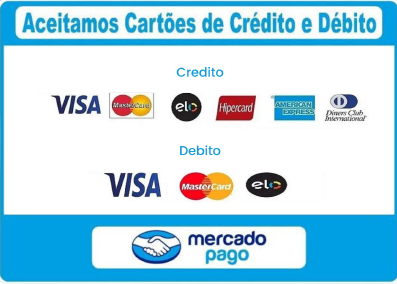 Aceitamos Cartões de Crédito e Débito
Credito
VISA MasterCard elo Hipercard AMERICAN EXPRESS Diners Club International
Debito
VISA MasterCard elo
mercado
pago